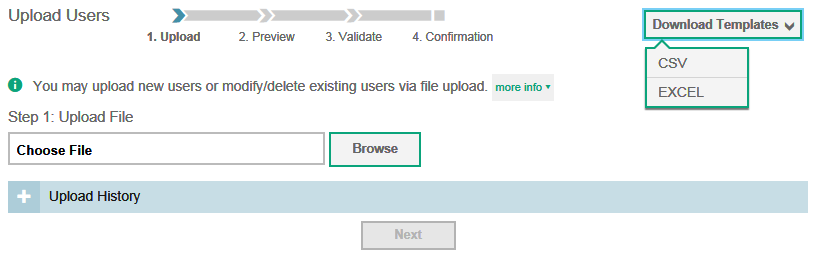 Upload Users
1. Upload 2. Preview 3. Validate 4. Confirmation
Download Templates
CSV
EXCEL
You may upload new users or modify/delete existing users via file upload. more info
Step 1: Upload File
Choose File Browse
Upload History
Next